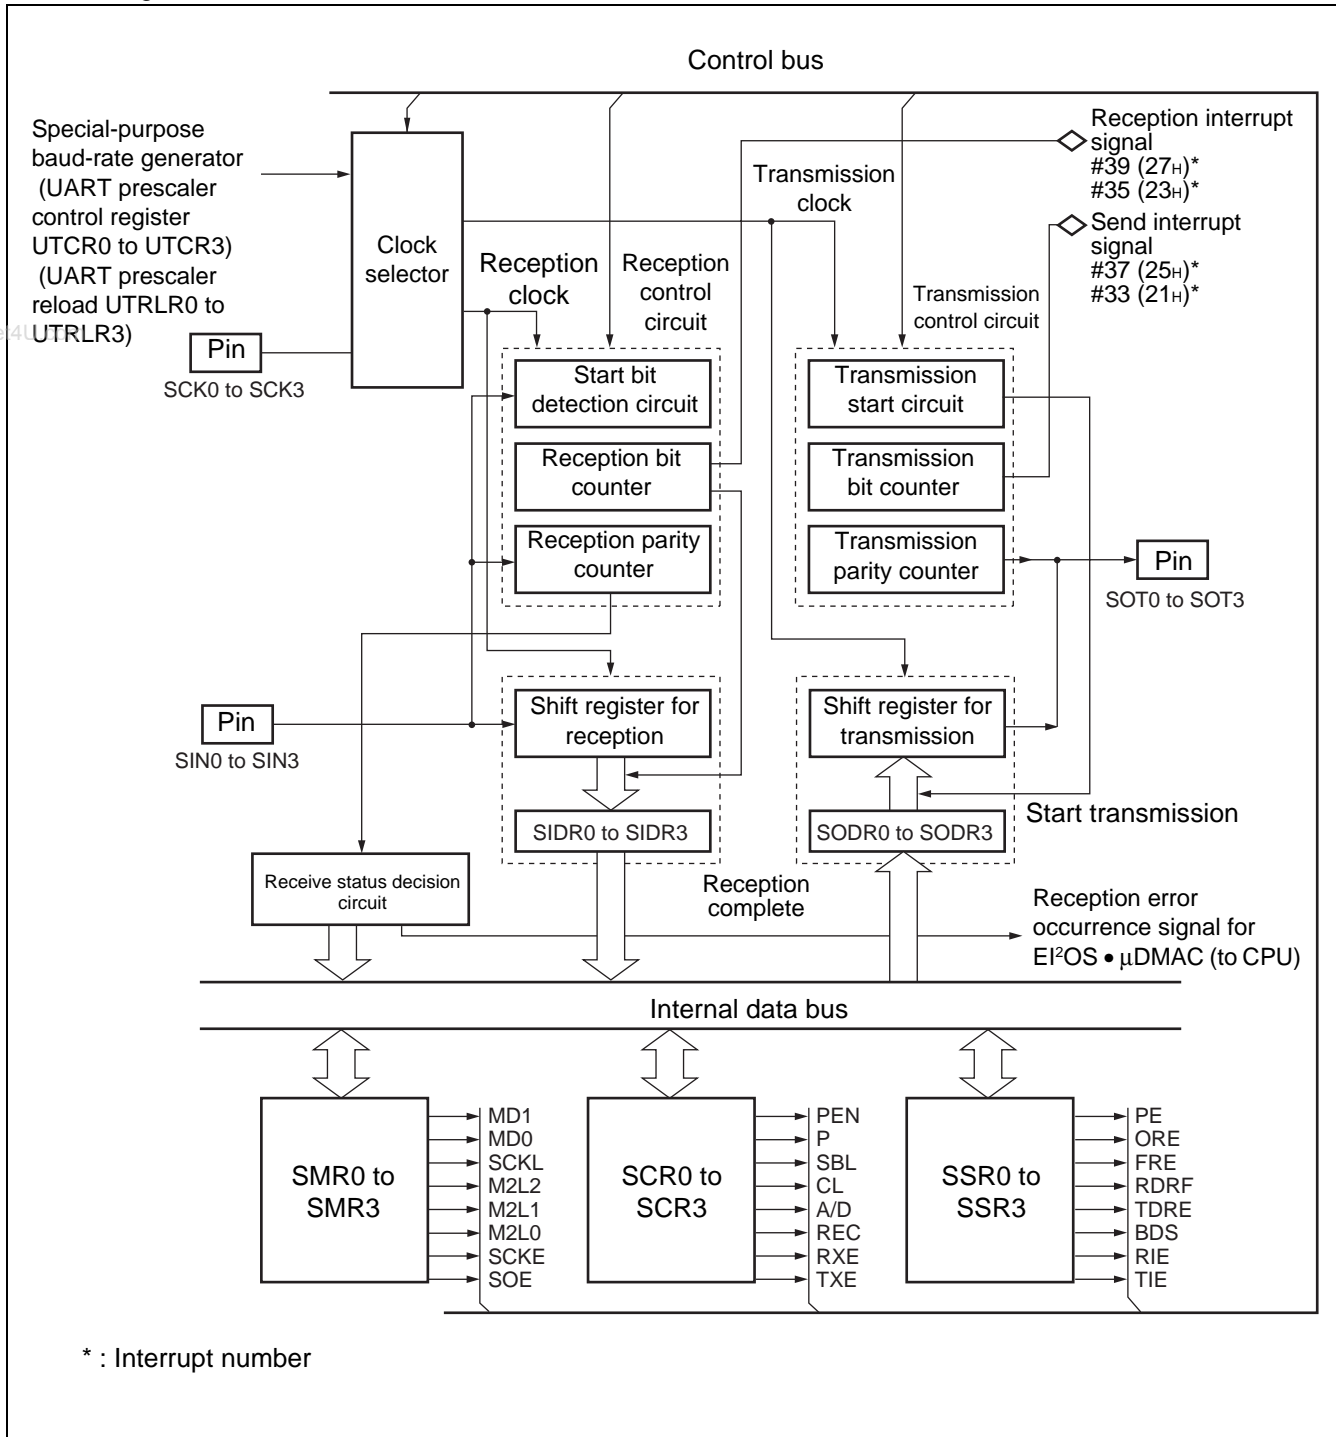 Control bus
Special-purpose
baud-rate generator
(UART prescaler
control register
UTCR0 to UTCR3)
(UART prescaler
reload UTRLR0 to
UTRLR3)
Pin
SCK0 to SCK3
Clock
selector
Reception
clock
Reception
control
circuit
Transmission
clock
Transmission
control circuit
Reception interrupt
signal
#39 (27H)*
#35 (23H)*
Send interrupt
signal
#37 (25H)*
#33 (21H)*
Start bit
detection circuit
Reception bit
counter
Reception parity
counter
Transmission
start circuit
Transmission
bit counter
Transmission
parity counter
Pin
SOT0 to SOT3
Pin
SIN0 to SIN3
Shift register for
reception
SIDR0 to SIDR3
Shift register for
transmission
SODR0 to SODR3
Start transmission
Receive status decision
circuit
Reception
complete
Reception error
occurrence signal for
EI²OS • μDMAC (to CPU)
Internal data bus
SMR0 to
SMR3
MD1
MD0
SCKL
M2L2
M2L1
M2L0
SCKE
SOE
SCR0 to
SCR3
PEN
P
SBL
CL
A/D
REC
RXE
TXE
SSR0 to
SSR3
PE
ORE
FRE
RDRF
TDRE
BDS
RIE
TIE
* : Interrupt number